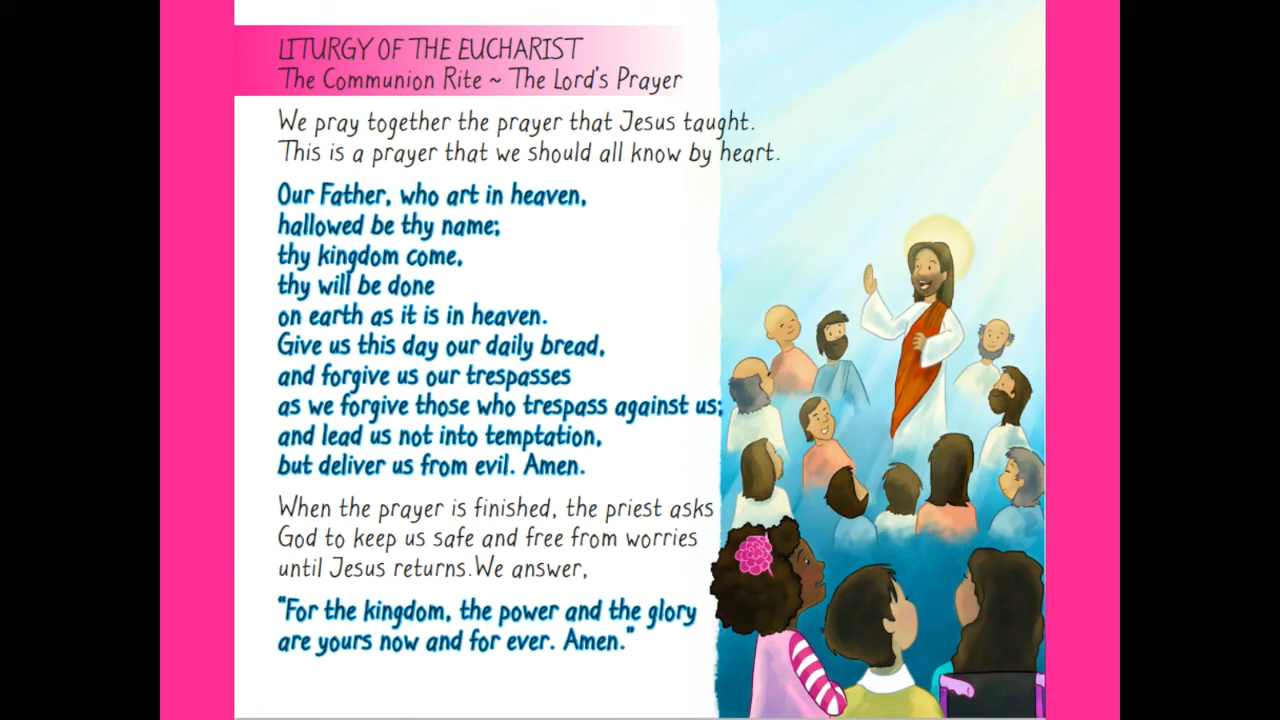 LITURGY OF THE EUCHARIST
The Communion Rite ~ The Lord's Prayer
We pray together the prayer that Jesus taught.
This is a prayer that we should all know by heart.
Our Father, who art in heaven,
hallowed be thy name;
thy kingdom come,
thy will be done
on earth as it is in heaven.
Give us this day our daily bread,
and forgive us our trespasses
as we forgive those who trespass against us;
and lead us not into temptation,
but deliver us from evil. Amen.
When the prayer is finished, the priest asks
God to keep us safe and free from worries
until Jesus returns.We answer,
"For the kingdom, the power and the glory
are yours now and for ever. Amen."